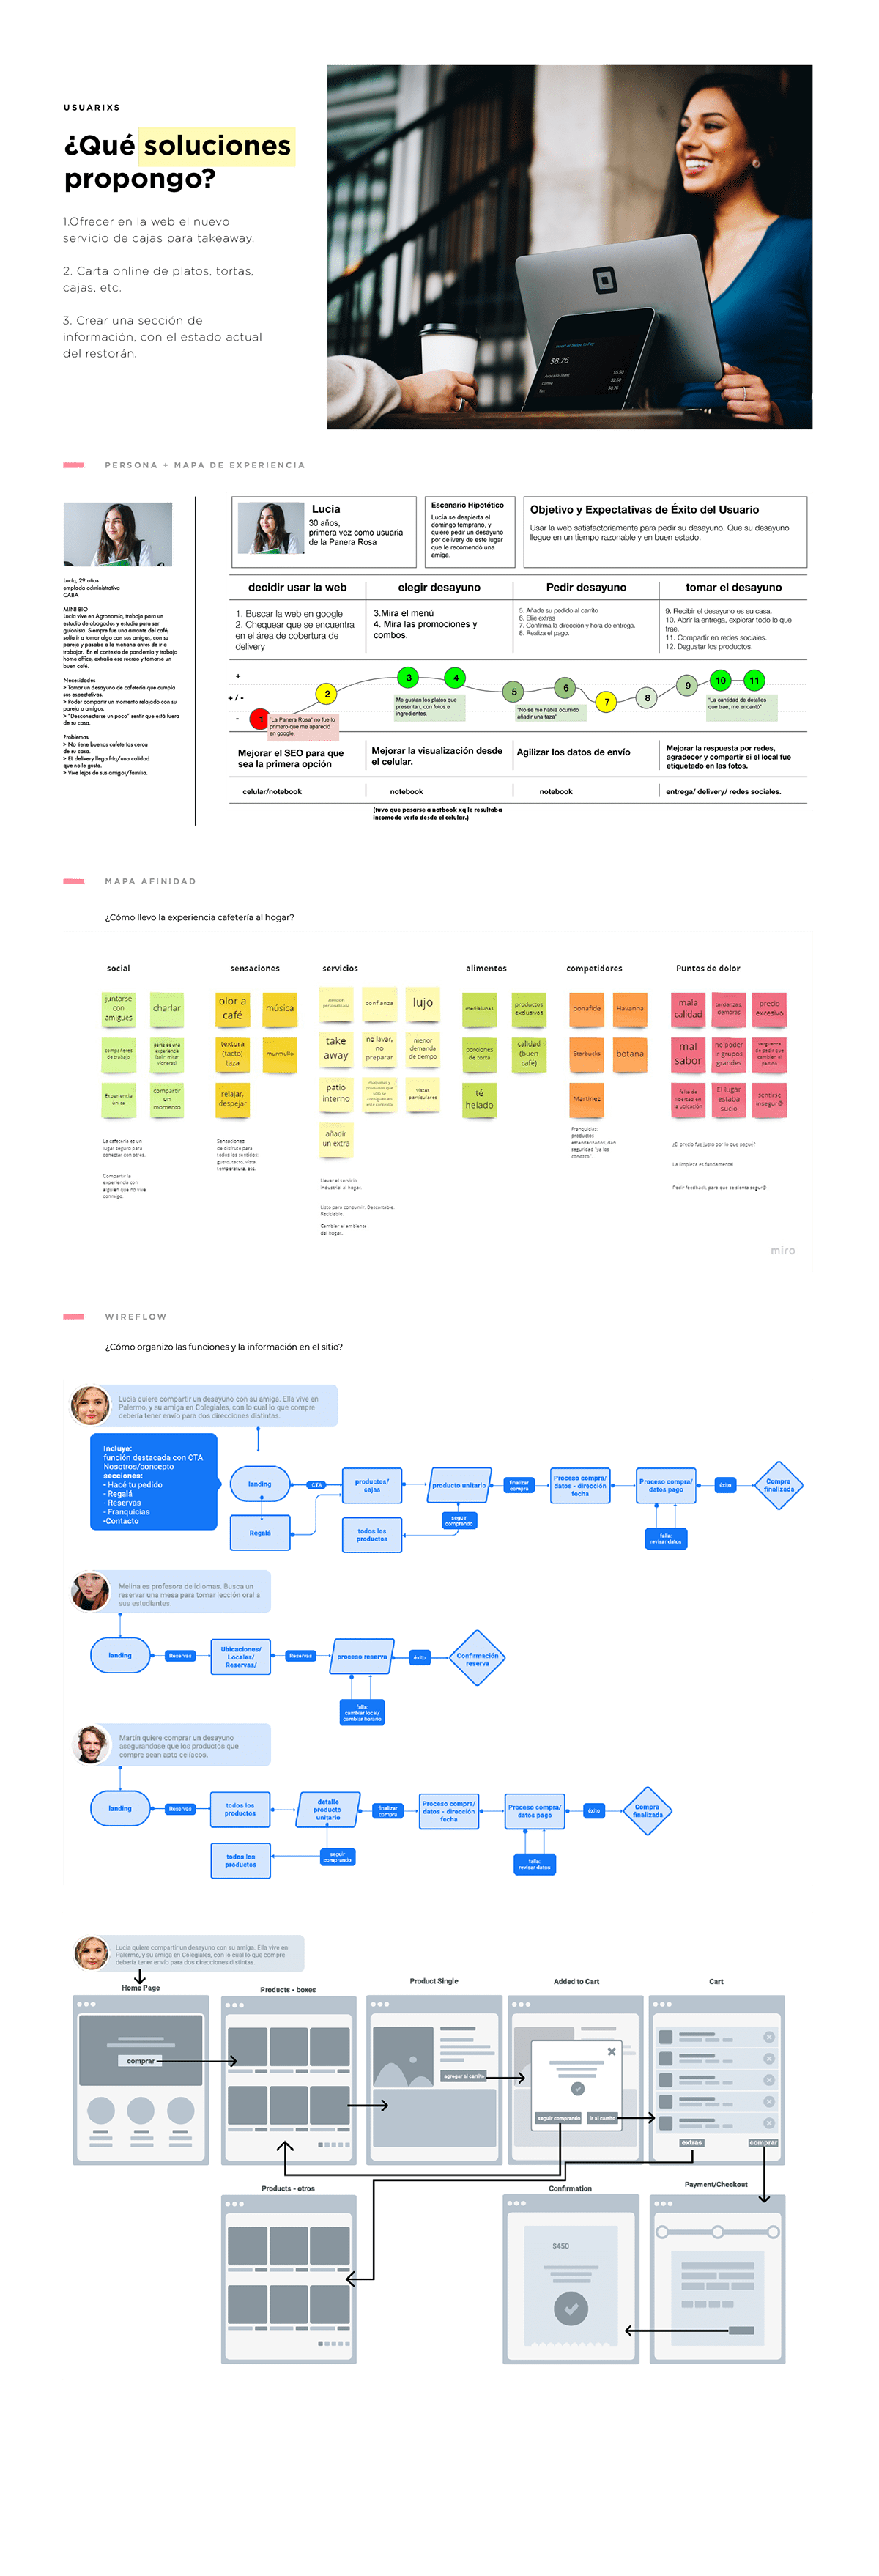 USUARIXS
¿Qué soluciones
propongo?
1.Ofrecer en la web el nuevo
servicio de cajas para takeaway.
2. Carta online de platos, tortas,
cajas, etc.
3. Crear una sección de
información, con el estado actual
del restorán.
$8.76
Avocado Toast
Coffee
Tax
$5.50
$2.50
$0.76
PERSONA + MAPA DE EXPERIENCIA
Lucía, 29 años
emplada administrativa
CABA
MINI BIO
Lucía vive en Agronomía, trabaja para un
estudio de abogados y estudia para ser
guionista. Siempre fue una amante del café,
solía ir a tomar algo con sus amigas, con su
pareja y pasaba a la mañana antes de ir a
trabajar. En el contexto de pandemia y trabajo
home office, extraña ese recreo y tomarse un
buen café.
Necesidades
> Tomar un desayuno de cafetería que cumpla
sus expectativas.
> Poder compartir un momento relajado con su
pareja o amigos.
> "Desconectarse un poco" sentir que está fuera
de su casa.
Problemas
> No tiene buenas cafeterías cerca
de su casa.
> EL delivery llega frío/una calidad
que no le gusta.
> Vive lejos de sus amigos/familia.
Lucia
30 años,
primera vez como usuaria
de la Panera Rosa
Escenario Hipotético
Lucía se despierta el
domingo temprano, y
quiere pedir un desayuno
por delivery de este lugar
que le recomendó una
amiga.
Objetivo y Expectativas de Éxito del Usuario
Usar la web satisfactoriamente para pedir su desayuno. Que su desayuno
llegue en un tiempo razonable y en buen estado.
decidir usar la web
elegir desayuno
Pedir desayuno
tomar el desayuno
1. Buscar la web en google
2. Chequear que se encuentra
en el área de cobertura de
delivery
3.Mira el menú
4. Mira las promociones y
combos.
5. Añade su pedido al carrito
6. Elije extras
7. Confirma la dirección y hora de entrega.
8. Realiza el pago.
9. Recibir el desayuno es su casa.
10. Abrir la entrega, explorar todo lo que
trae.
11. Compartir en redes sociales.
12. Degustar los productos.
+
+ / -
-
1
2
3
4
5
6
7
8
9
10
11
"La Panera Rosa" no fue lo
primero que me apareció
en google.
Me gustan los platos que
presentan, con fotos e
ingredientes.
"No se me había ocurrido
añadir una taza"
"La cantidad de detalles
que trae, me encantó"
Mejorar el SEO para que
sea la primera opción
Mejorar la visualización desde
el celular.
Agilizar los datos de envío
Mejorar la respuesta por redes,
agradecer y compartir si el local fue
etiquetado en las fotos.
celular/notebook
notebook
notebook
entrega/ delivery/ redes sociales.
(tuvo que pasarse a notbook xq le resultaba
incomodo verlo desde el celular.)
MAPA AFINIDAD
¿Cómo llevo la experiencia cafetería al hogar?
social
sensaciones
servicios
alimentos
competidores
Puntos de dolor
juntarse
con
amigues
charlar
compañeres
de trabajo
Experiencia
única
compartir
un
momento
olor a
café
música
textura
(tacto)
taza
murmullo
relajar,
despejar
atención
personalizada
confianza
lujo
take
away
no lavar,
no
preparar
menor
demanda
de tiempo
patio
interno
vistas
particulares
añadir
un extra
medialunas
productos
exclusivos
porciones
de torta
calidad
(buen
café)
té
helado
bonafide
Havanna
Starbucks
botana
Martinez
mala
calidad
tardanzas,
demoras
precio
excesivo
mal
sabor
no poder
ir grupos
grandes
falta de
libertad en
la ubicación
El lugar
estaba
sucio
sentirse
insegur@
La cafetería es un
lugar seguro para
conectar con otres.
Compartir la
experiencia con
alguien que no vive
conmigo.
Sensaciones
de disfrute para
todos los sentidos
gusto, tacto, vista,
temperatura, etc.
Llevar el servicio
industrial al hogar.
Listo para consumir. Descartable.
Reciclable.
Cambiar el ambiente
del hogar.
Franquicias:
productos
estandarizados, dan
seguridad "ya los
conozco".
¿El precio fue justo por lo que pagué?
La limpieza es fundamental
Pedir feedback, para que se sienta segur@
miro
WIREFLOW
¿Cómo organizo las funciones y la información en el sitio?
Lucía quiere compartir un desayuno con su amiga. Ella vive en
Palermo, y su amiga en Colegiales, con lo cual lo que compre
debería tener envío para dos direcciones distintas.
Incluye:
función destacada con CTA
Nosotros/concepto
secciones:
- Hacé tu pedido
- Regalá
- Reservas
- Franquicias
-Contacto
landing
CTA
productos/
cajas
producto unitario
finalizar
compra
Proceso compra/
datos - dirección
fecha
Proceso compra/
datos pago
éxito
Compra
finalizada
Regalá
todos los
productos
seguir
comprando
falla:
revisar datos
Melina es profesora de idiomas. Busca un
reservar una mesa para tomar lección oral a
sus estudiantes.
landing
Reservas
Ubicaciones/
Locales/
Reservas/
Reservas
proceso reserva
éxito
Confirmación
reserva
falla:
cambiar local/
cambiar horario
Martín quiere comprar un desayuno
asegurandose que los productos que
compre sean apto celíacos.
landing
Reservas
todos los
productos
detalle
producto
unitario
finalizar
compra
Proceso compra/
datos - dirección
fecha
Proceso compra/
datos pago
éxito
Compra
finalizada
todos los
productos
seguir
comprando
falla:
revisar datos
Lucía quiere compartir un desayuno con su amiga. Ella vive en
Palermo, y su amiga en Colegiales, con lo cual lo que compre
debería tener envío para dos direcciones distintas.
Home Page
Products - boxes
Product Single
Added to Cart
Cart
comprar
agregar al carrito
seguir comprando
ir al carrito
extras
comprar
Products - otros
Confirmation
Payment/Checkout
$450